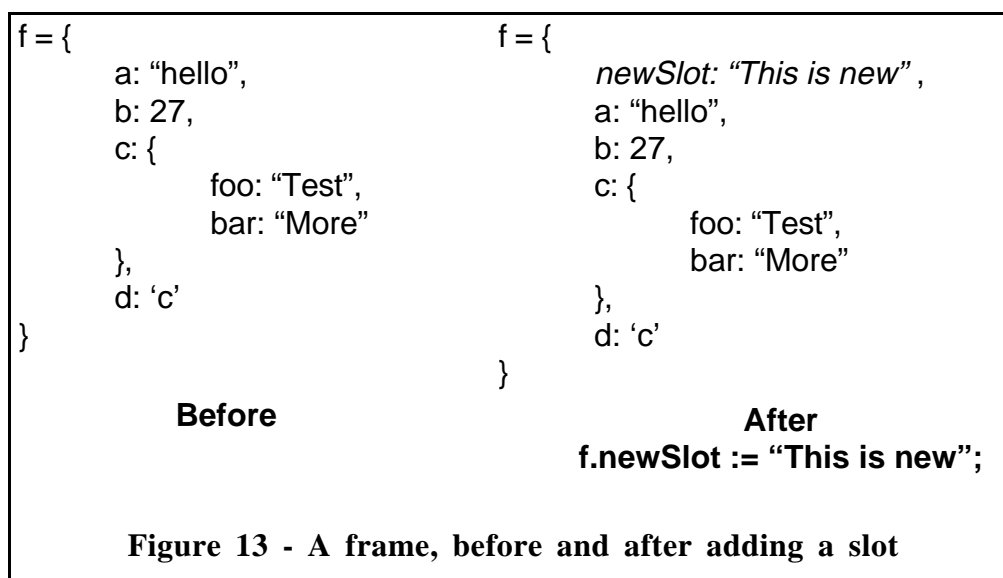 f = {
a: “hello”,
b: 27,
c: {
foo: “Test”,
bar: “More”
},
d: ‘c’
}
Before
f = {
newSlot: “This is new” ,
a: “hello”,
b: 27,
c: {
foo: “Test”,
bar: “More”
},
d: ‘c’
}
After
f.newSlot := “This is new”;
Figure 13 - A frame, before and after adding a slot